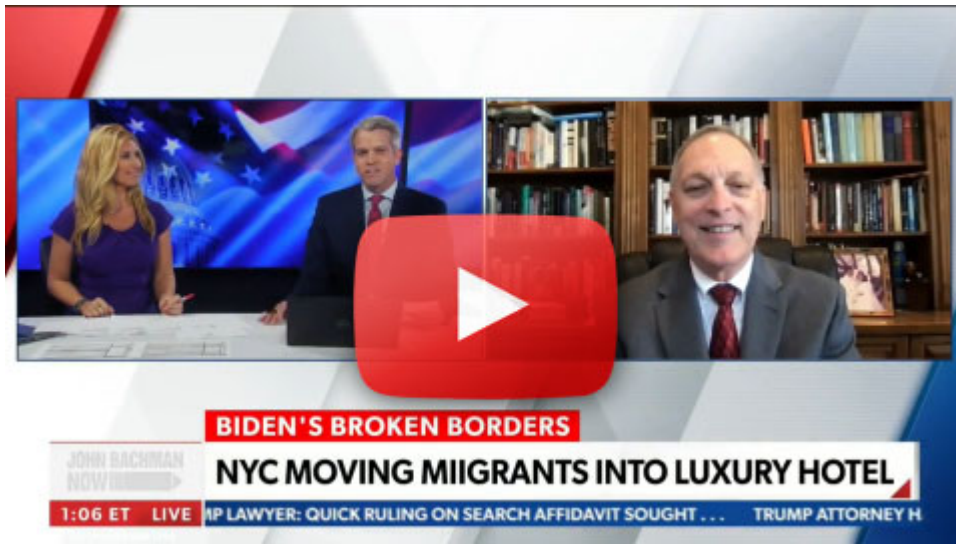 BIDEN'S BROKEN BORDERS
JOHN BACHMAN
NOW
NYC MOVING MIIGRANTS INTO LUXURY HOTEL
1:06 ET LIVE
MP LAWYER: QUICK RULING ON SEARCH AFFIDAVIT SOUGHT . . . TRUMP ATTORNEY H